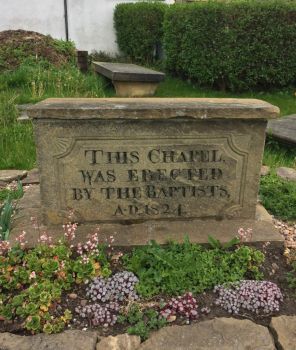 THIS CHAPEL,
WAS ERECTED
BY THE BAPTISTS,
A.D. 1824.